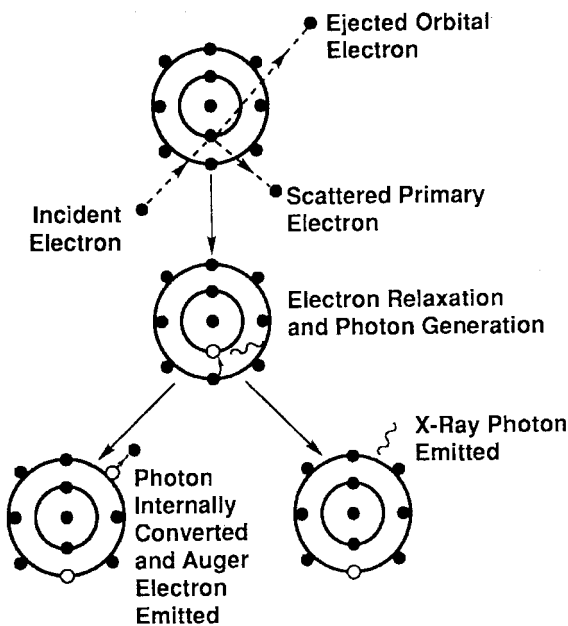 Ejected Orbital
Electron
Incident
Electron
Scattered Primary
Electron
Electron Relaxation
and Photon Generation
X-Ray Photon
Emitted
Photon
Internally
Converted
and Auger
Electron
Emitted